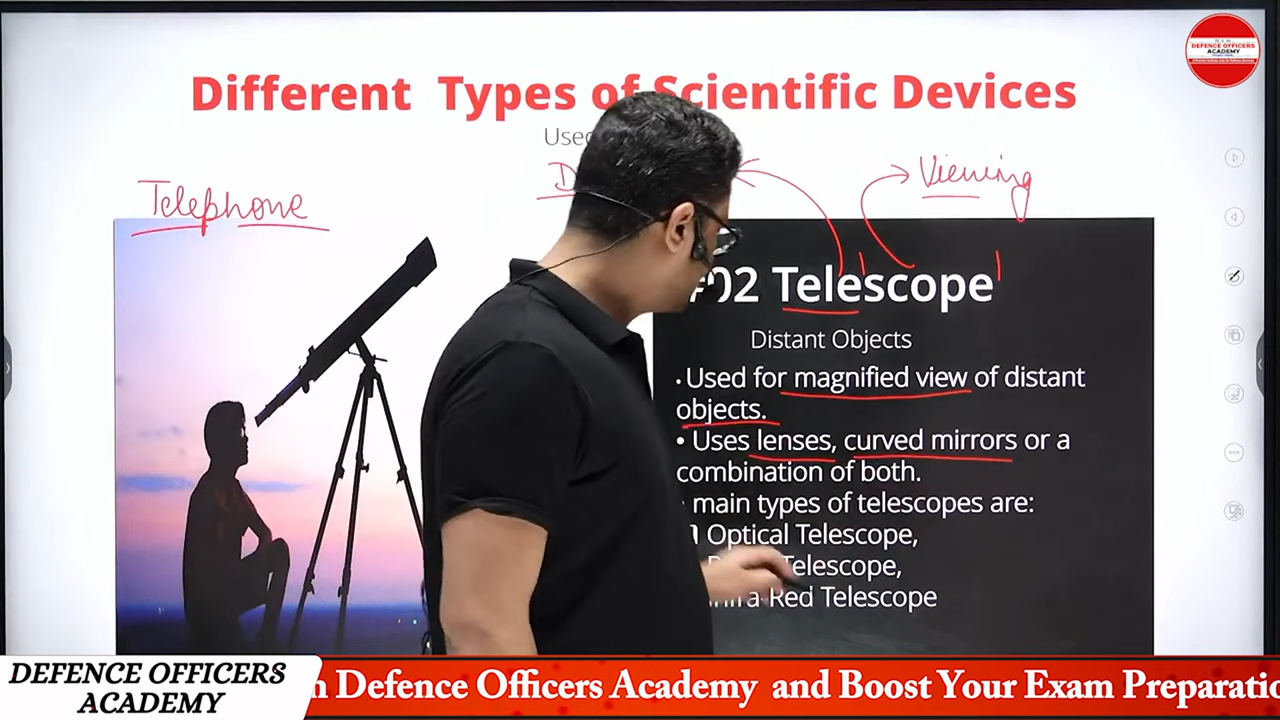 DEFENCE OFFICERS
ACADEMY
Different Types of Scientific Devices
Used
Viewing
Telephone
#02 Telescope
Distant Objects
• Used for magnified view of distant
objects.
• Uses lenses, curved mirrors or a
combination of both.
main types of telescopes are:
Optical Telescope,
Telescope,
Red Telescope
DEFENCE OFFICERS
ACADEMY
Defence Officers Academy and Boost Your Exam